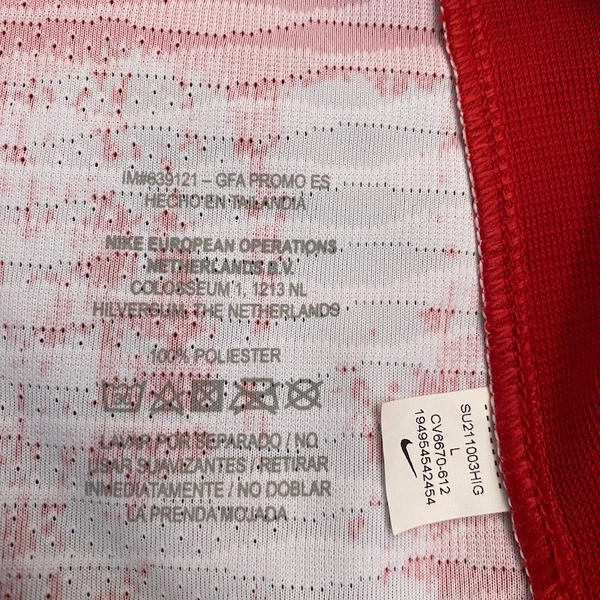 IM#639121 – GFA PROMO ES
HECHO EN TAILANDIA
NIKE EUROPEAN OPERATIONS
NETHERLANDS B.V.
COLOSSEUM 1, 1213 NL
HILVERSUM, THE NETHERLANDS
100% POLIESTER
LAVAR POR SEPARADO / NO
USAR SUAVIZANTES / RETIRAR
INMEDIATAMENTE / NO DOBLAR
LA PRENDA MOJADA
SU211003HIG
L
CV6670-612
194954542454